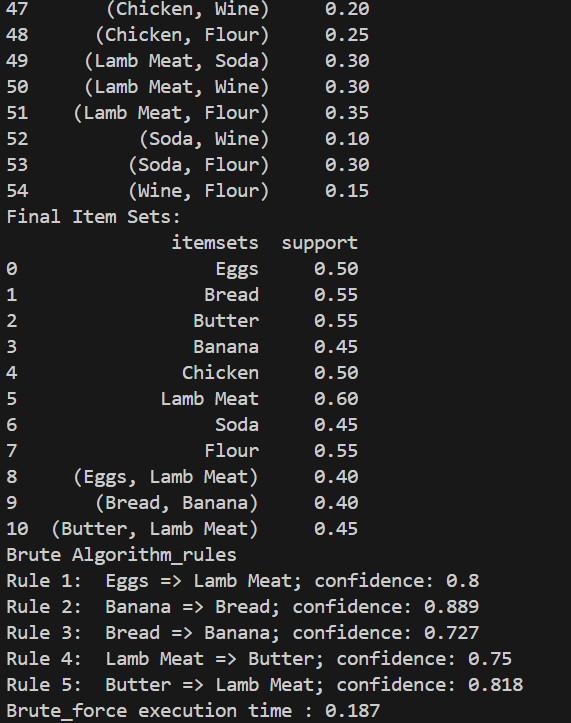 47 (Chicken, Wine) 0.20
48 (Chicken, Flour) 0.25
49 (Lamb Meat, Soda) 0.30
50 (Lamb Meat, Wine) 0.30
51 (Lamb Meat, Flour) 0.35
52 (Soda, Wine) 0.10
53 (Soda, Flour) 0.30
54 (Wine, Flour) 0.15
Final Item Sets:
itemsets support
0 Eggs 0.50
1 Bread 0.55
2 Butter 0.55
3 Banana 0.45
4 Chicken 0.50
5 Lamb Meat 0.60
6 Soda 0.45
7 Flour 0.55
8 (Eggs, Lamb Meat) 0.40
9 (Bread, Banana) 0.40
10 (Butter, Lamb Meat) 0.45
Brute Algorithm_rules
Rule 1: Eggs => Lamb Meat; confidence: 0.8
Rule 2: Banana => Bread; confidence: 0.889
Rule 3: Bread => Banana; confidence: 0.727
Rule 4: Lamb Meat => Butter; confidence: 0.75
Rule 5: Butter => Lamb Meat; confidence: 0.818
Brute_force execution time : 0.187